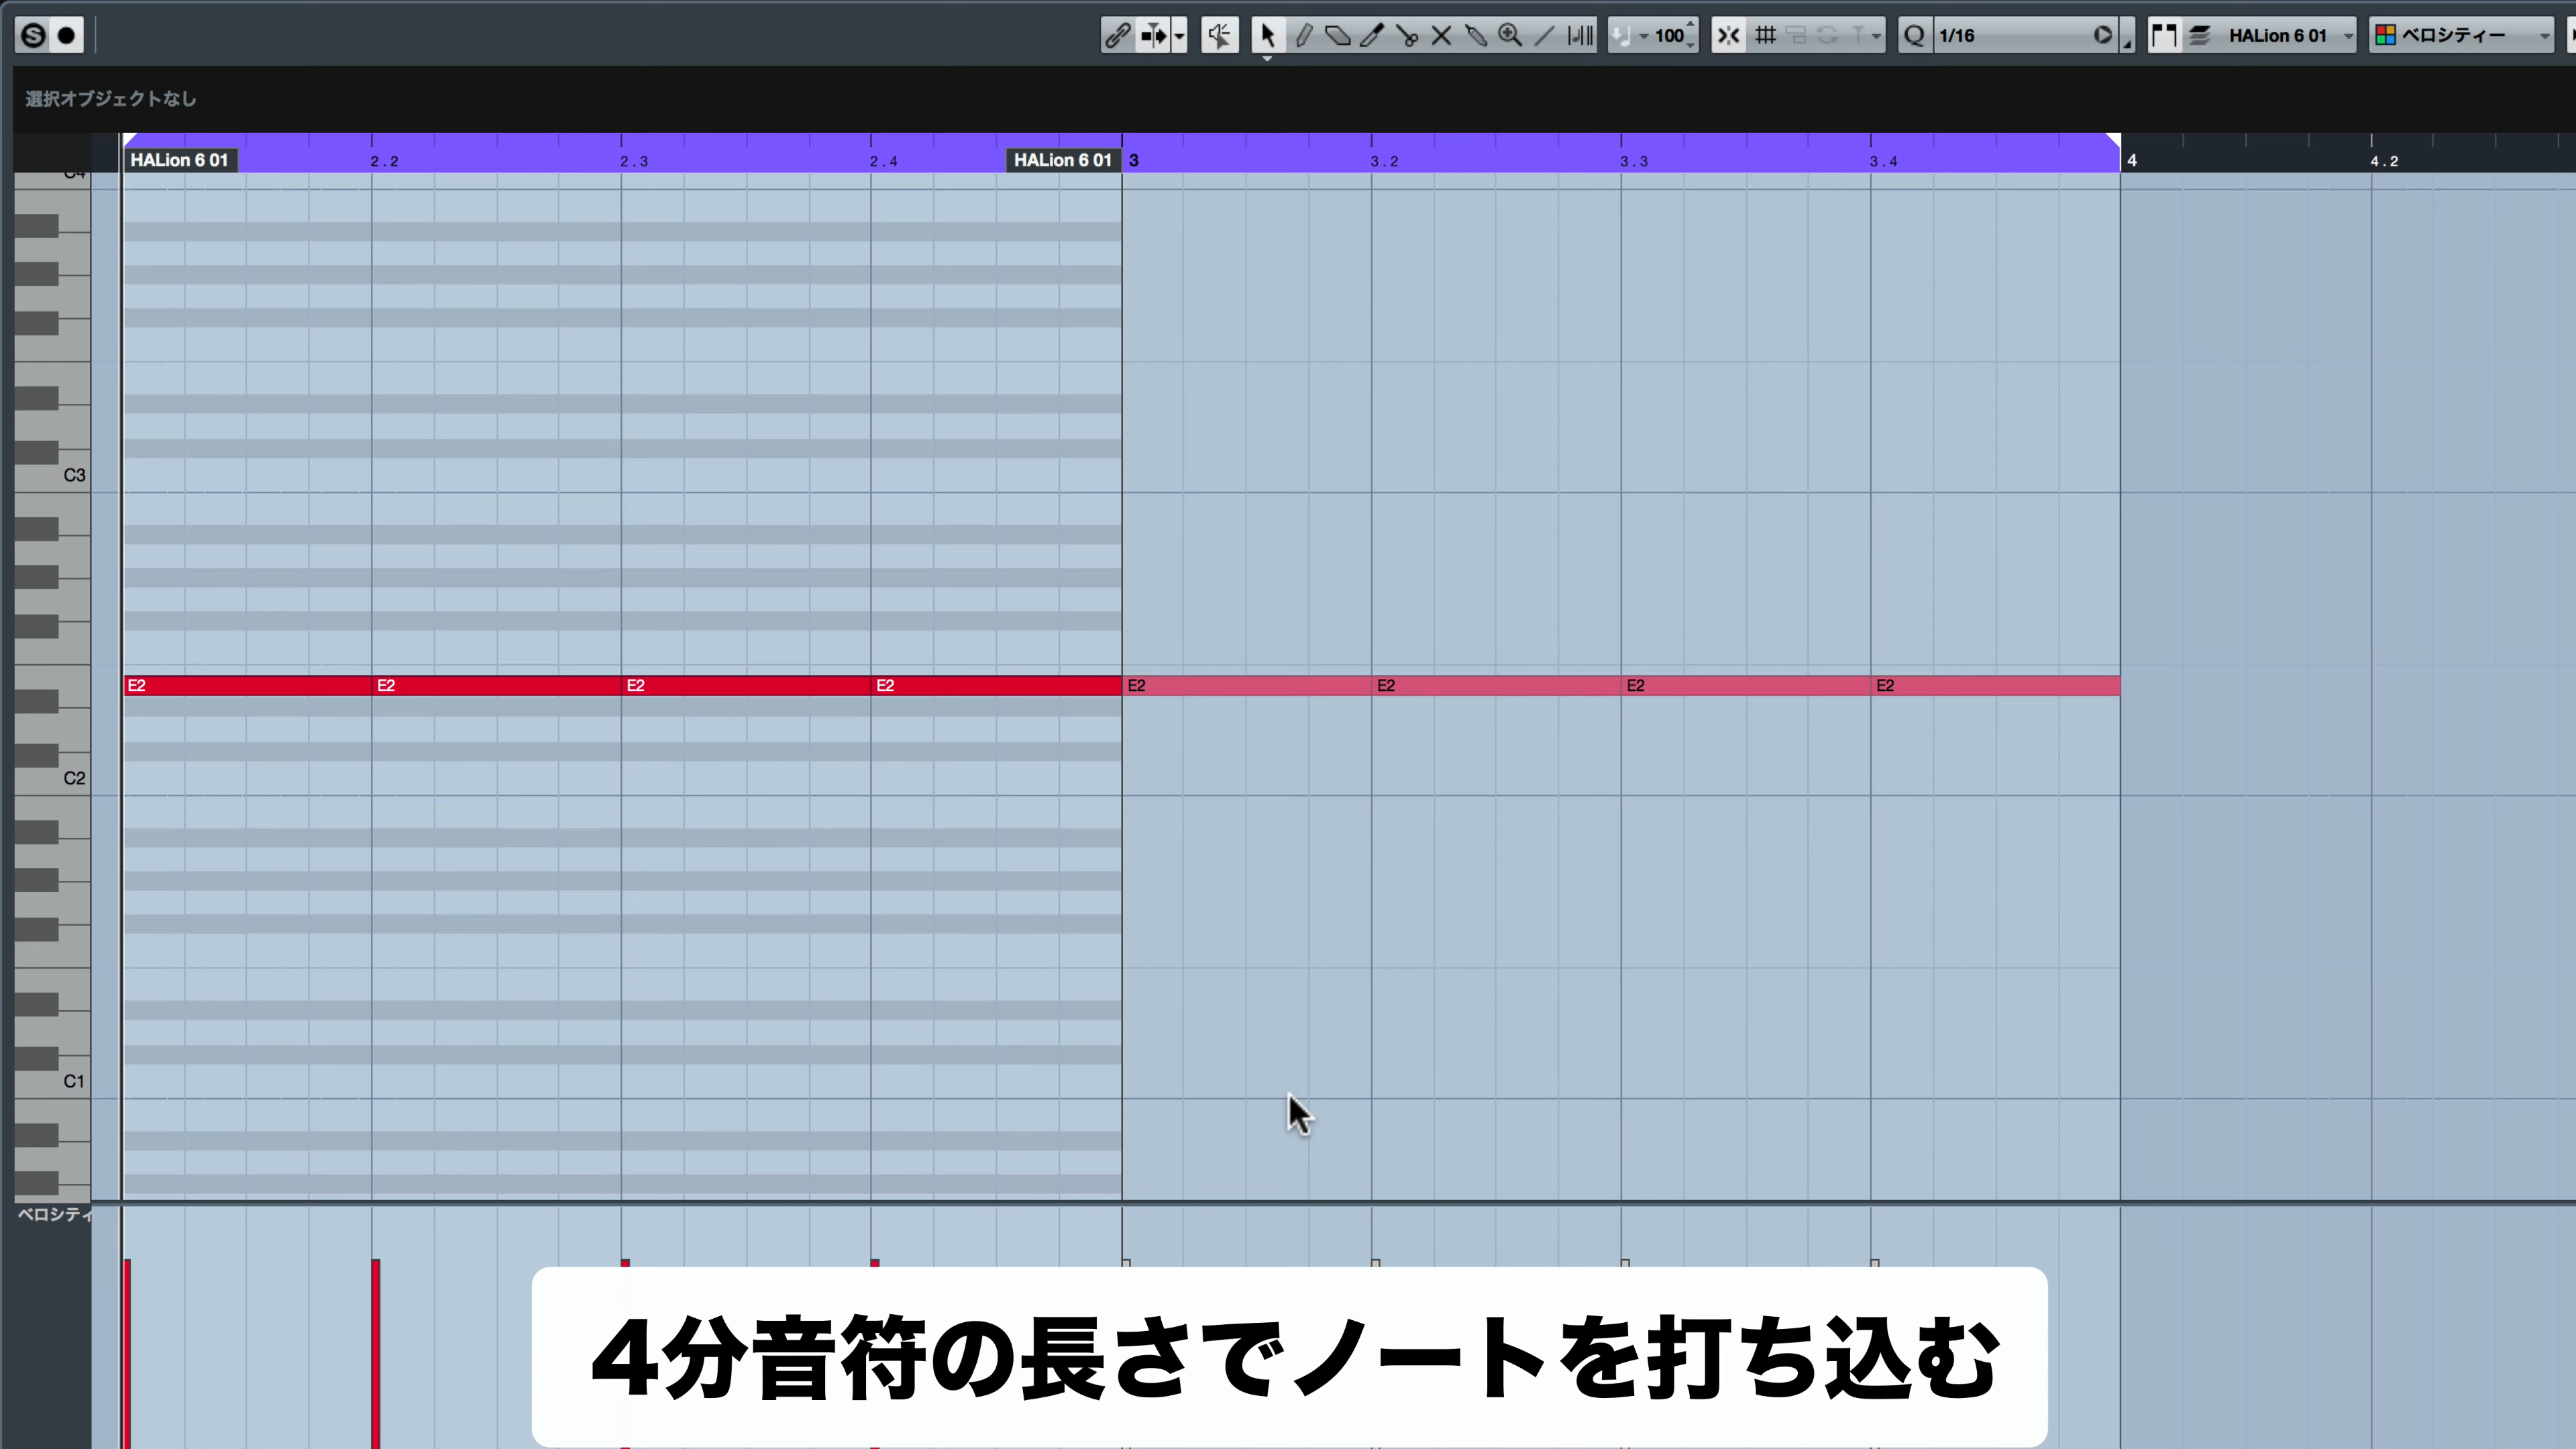 100
Q 1/16
HALion 6 01
ベロシティー
選択オブジェクトなし
HALion 6 01
2.2
2.3
2.4
HALion 6 01
3
3.2
3.3
3.4
4
4.2
C4
C3
E2 E2 E2 E2 E2 E2 E2 E2
C2
C1
ベロシティ
4分音符の長さでノートを打ち込む